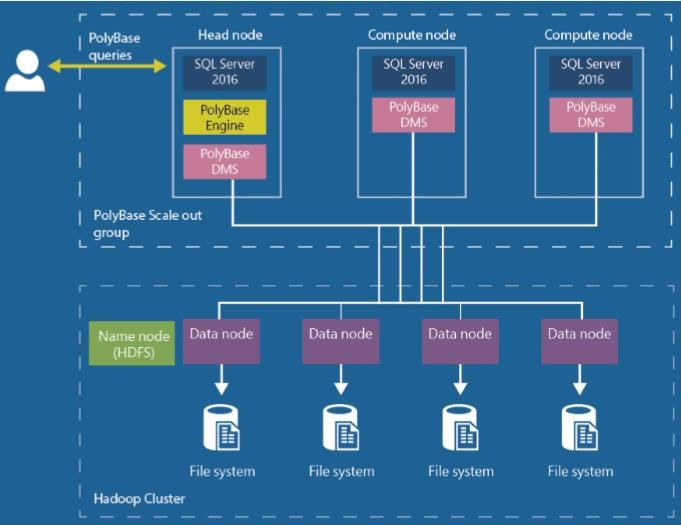 PolyBase
queries
Head node
Compute node
Compute node
SQL Server
2016
SQL Server
2016
SQL Server
2016
PolyBase
Engine
PolyBase
DMS
PolyBase
DMS
PolyBase
DMS
PolyBase Scale out
group
Name node
(HDFS)
Data node
Data node
Data node
Data node
File system
File system
File system
File system
Hadoop Cluster